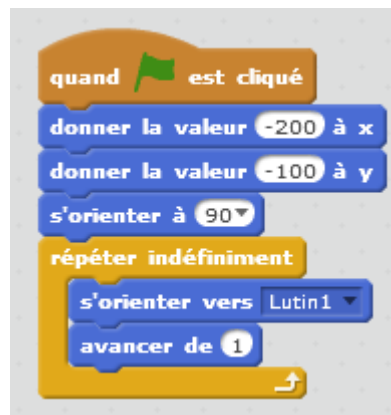 quand est cliqué
donner la valeur -200 à x
donner la valeur -100 à y
s'orienter à 90
répéter indéfiniment
s'orienter vers Lutin1
avancer de 1